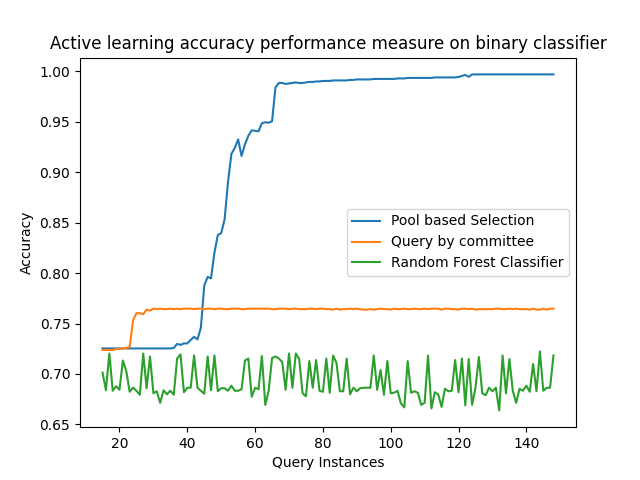 Active learning accuracy performance measure on binary classifier
1.00
0.95
0.90
0.85
0.80
0.75
0.70
0.65
Accuracy
Pool based Selection
Query by committee
Random Forest Classifier
20 40 60 80 100 120 140
Query Instances